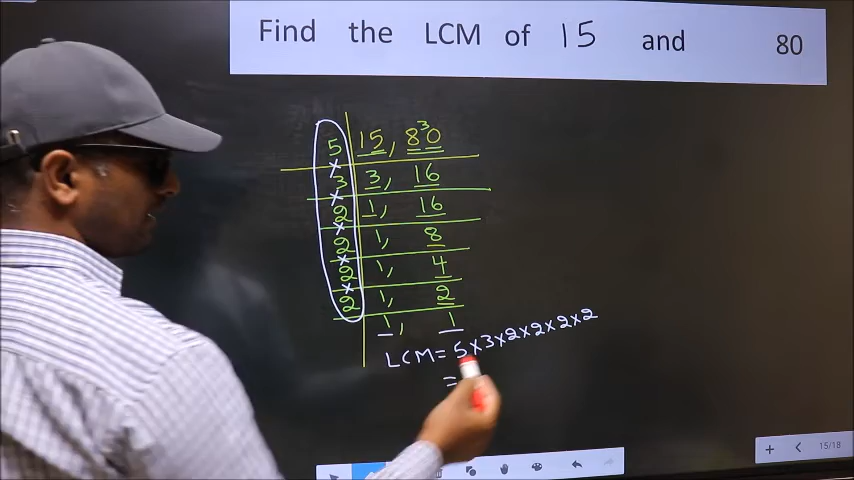 Find the LCM of 15 and 80
5 15, 8³0
×
3 3, 16
×
2 1, 16
×
2 1, 8
×
2 1, 4
×
2 1, 2
1, 1
LCM = 5×3×2×2×2×2
=
15/18